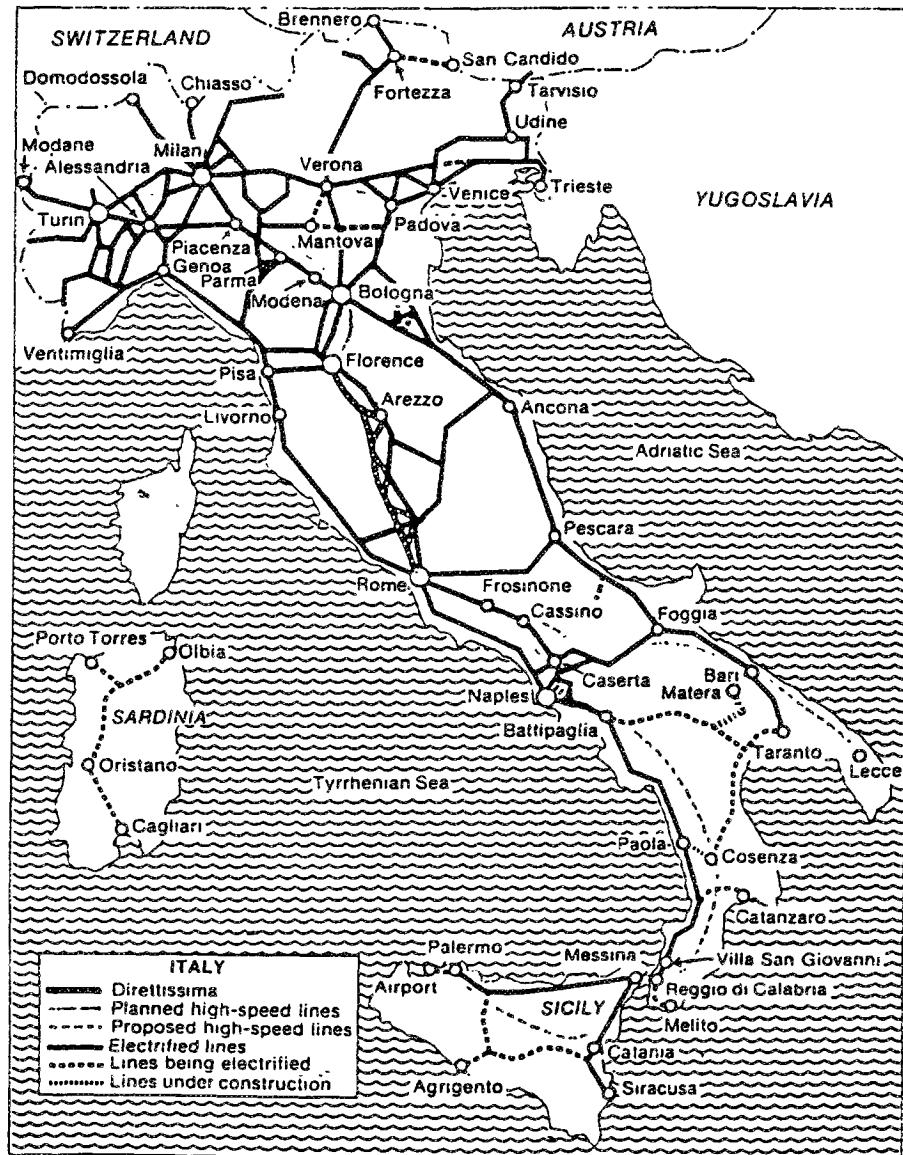 Brennero
AUSTRIA
SWITZERLAND
San Candido
Domodossola
Chiasso
Fortezza
Tarvisio
Udine
Modane
Milan
Alessandria
Verona
Venice
Trieste
YUGOSLAVIA
Turin
Padova
Piacenza
Mantova
Genoa
Parma
Modena
Bologna
Ventimiglia
Florence
Pisa
Arezzo
Livorno
Ancona
Adriatic Sea
Pescara
Rome
Frosinone
Cassino
Foggia
Porto Torres
Olbia
Caserta
Bari
Naples
Matera
SARDINIA
Battipaglia
Taranto
Lecce
Oristano
Tyrrhenian Sea
Cagliari
Paola
Cosenza
Catanzaro
Palermo
Messina
Villa San Giovanni
Airport
Reggio di Calabria
SICILY
Melito
Catania
Agrigento
Siracusa
ITALY
Direttissima
Planned high-speed lines
Proposed high-speed lines
Electrified lines
Lines being electrified
Lines under construction